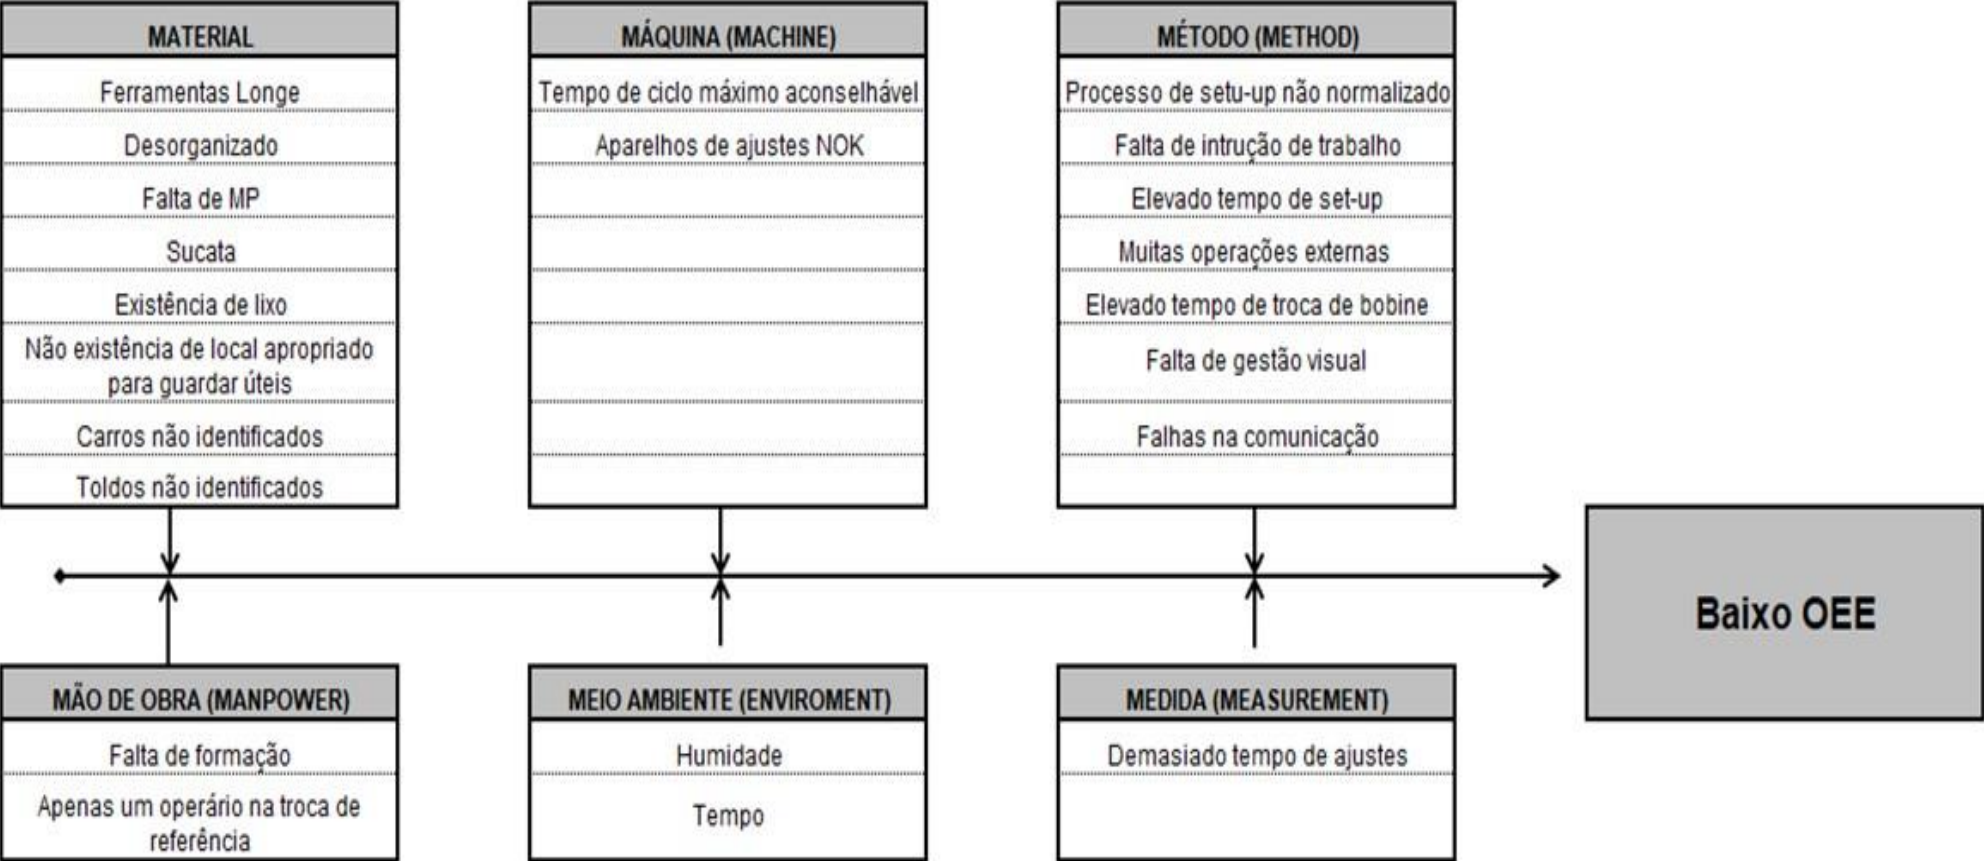 MATERIAL
Ferramentas Longe
Desorganizado
Falta de MP
Sucata
Existência de lixo
Não existência de local apropriado
para guardar úteis
Carros não identificados
Toldos não identificados
MÁQUINA (MACHINE)
Tempo de ciclo máximo aconselhável
Aparelhos de ajustes NOK
MÉTODO (METHOD)
Processo de setu-up não normalizado
Falta de intrução de trabalho
Elevado tempo de set-up
Muitas operações externas
Elevado tempo de troca de bobine
Falta de gestão visual
Falhas na comunicação
Baixo OEE
MÃO DE OBRA (MANPOWER)
Falta de formação
Apenas um operário na troca de
referência
MEIO AMBIENTE (ENVIROMENT)
Humidade
Tempo
MEDIDA (MEASUREMENT)
Demasiado tempo de ajustes